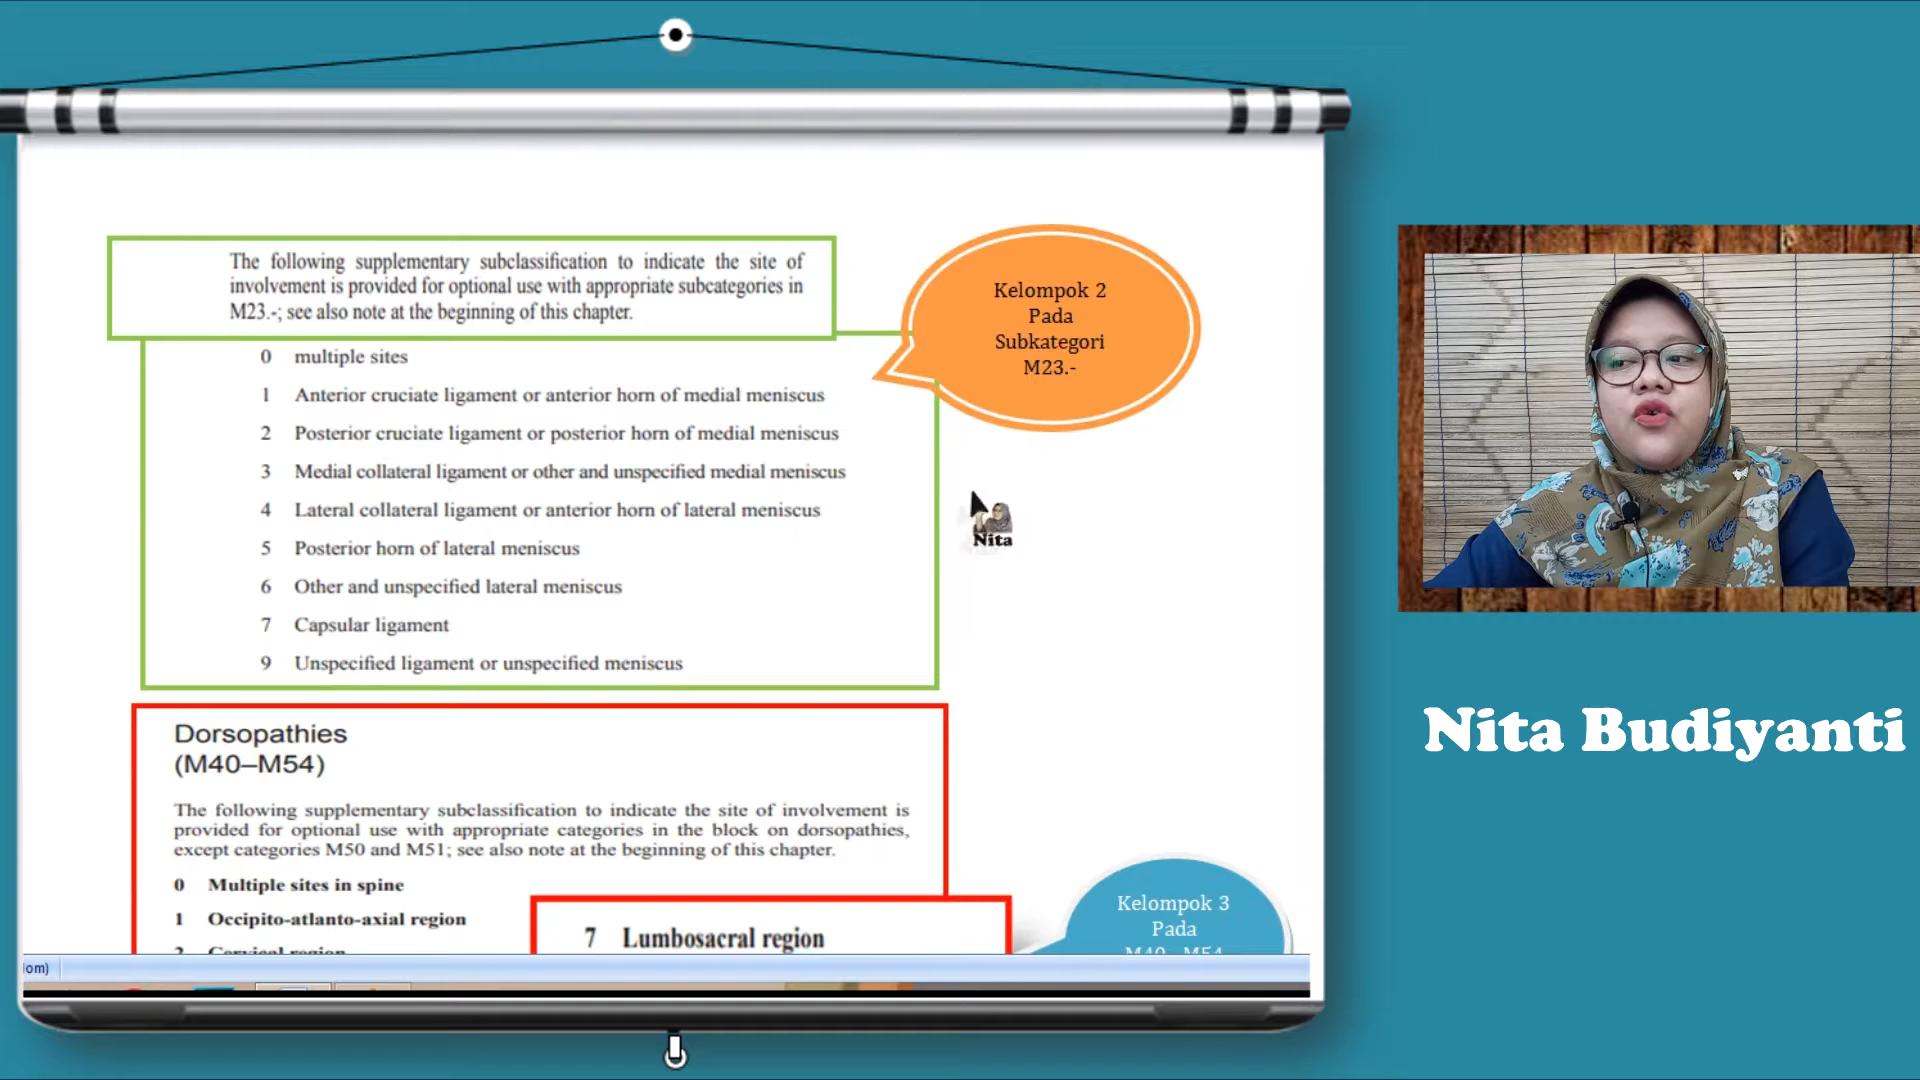 The following supplementary subclassification to indicate the site of
involvement is provided for optional use with appropriate subcategories in
M23.-; see also note at the beginning of this chapter.
0 multiple sites
1 Anterior cruciate ligament or anterior horn of medial meniscus
2 Posterior cruciate ligament or posterior horn of medial meniscus
3 Medial collateral ligament or other and unspecified medial meniscus
4 Lateral collateral ligament or anterior horn of lateral meniscus
5 Posterior horn of lateral meniscus
6 Other and unspecified lateral meniscus
7 Capsular ligament
9 Unspecified ligament or unspecified meniscus
Kelompok 2
Pada
Subkategori
M23.-
Nita
Dorsopathies
(M40–M54)
The following supplementary subclassification to indicate the site of involvement is
provided for optional use with appropriate categories in the block on dorsopathies,
except categories M50 and M51; see also note at the beginning of this chapter.
0 Multiple sites in spine
1 Occipito-atlanto-axial region
2 Cervical region
7 Lumbosacral region
Kelompok 3
Pada
M40 - M54
om)
Nita Budiyanti